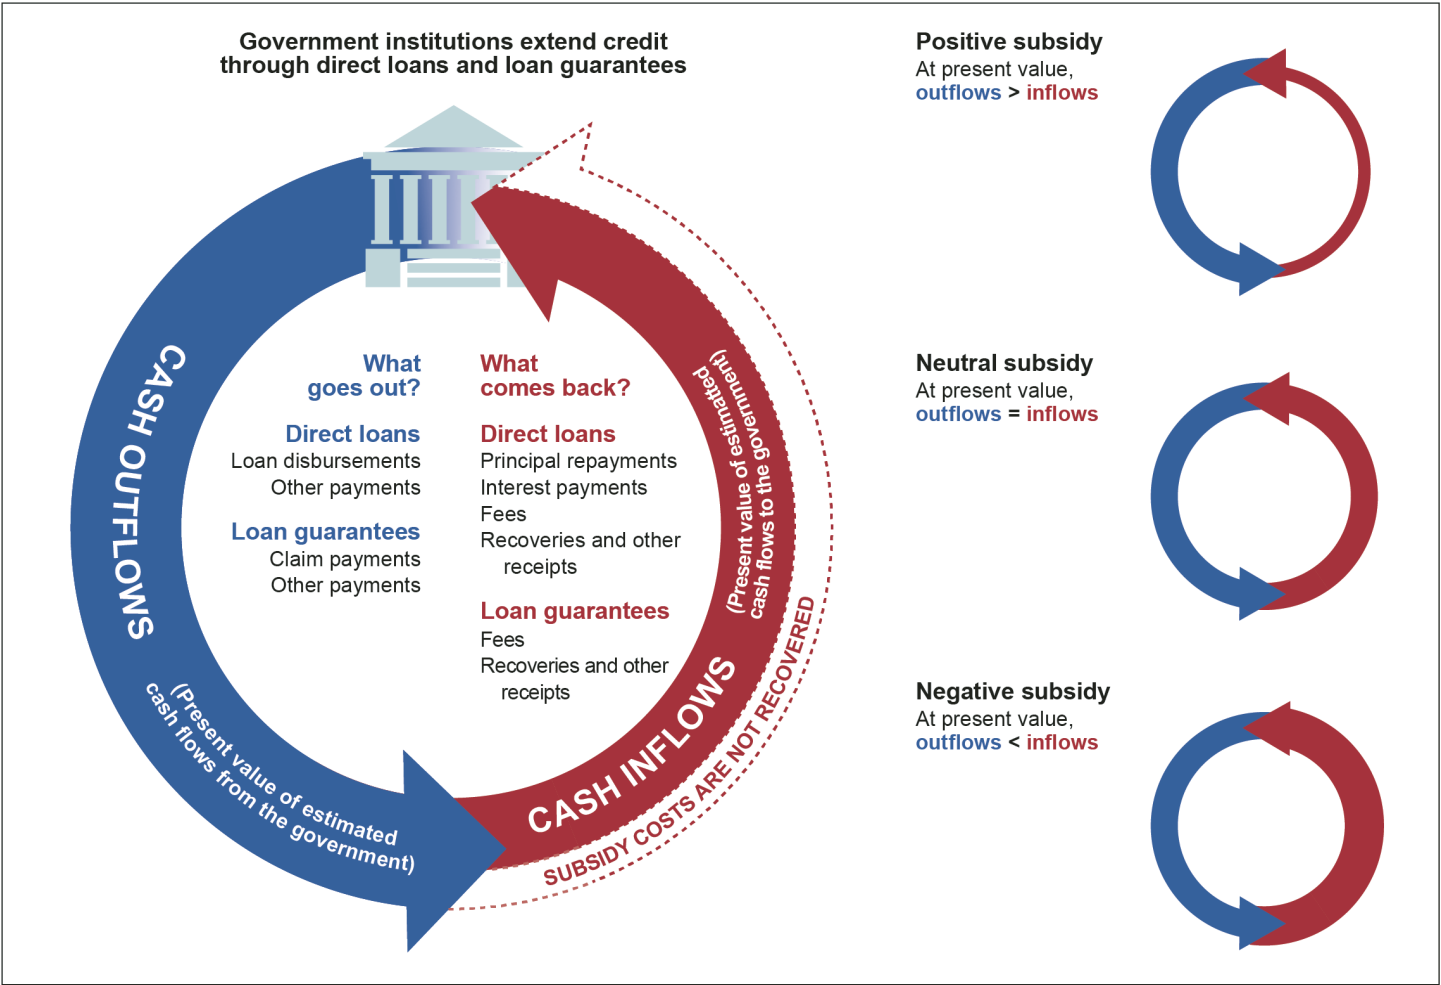 Government institutions extend credit
through direct loans and loan guarantees
CASH OUTFLOWS
(Present value of estimated
cash flows from the government)
What
goes out?
Direct loans
Loan disbursements
Other payments
Loan guarantees
Claim payments
Other payments
What
comes back?
Direct loans
Principal repayments
Interest payments
Fees
Recoveries and other
receipts
Loan guarantees
Fees
Recoveries and other
receipts
CASH INFLOWS
(Present value of estimatted
cash flows to the government)
SUBSIDY COSTS ARE NOT RECOVERED
Positive subsidy
At present value,
outflows > inflows
Neutral subsidy
At present value,
outflows = inflows
Negative subsidy
At present value,
outflows < inflows